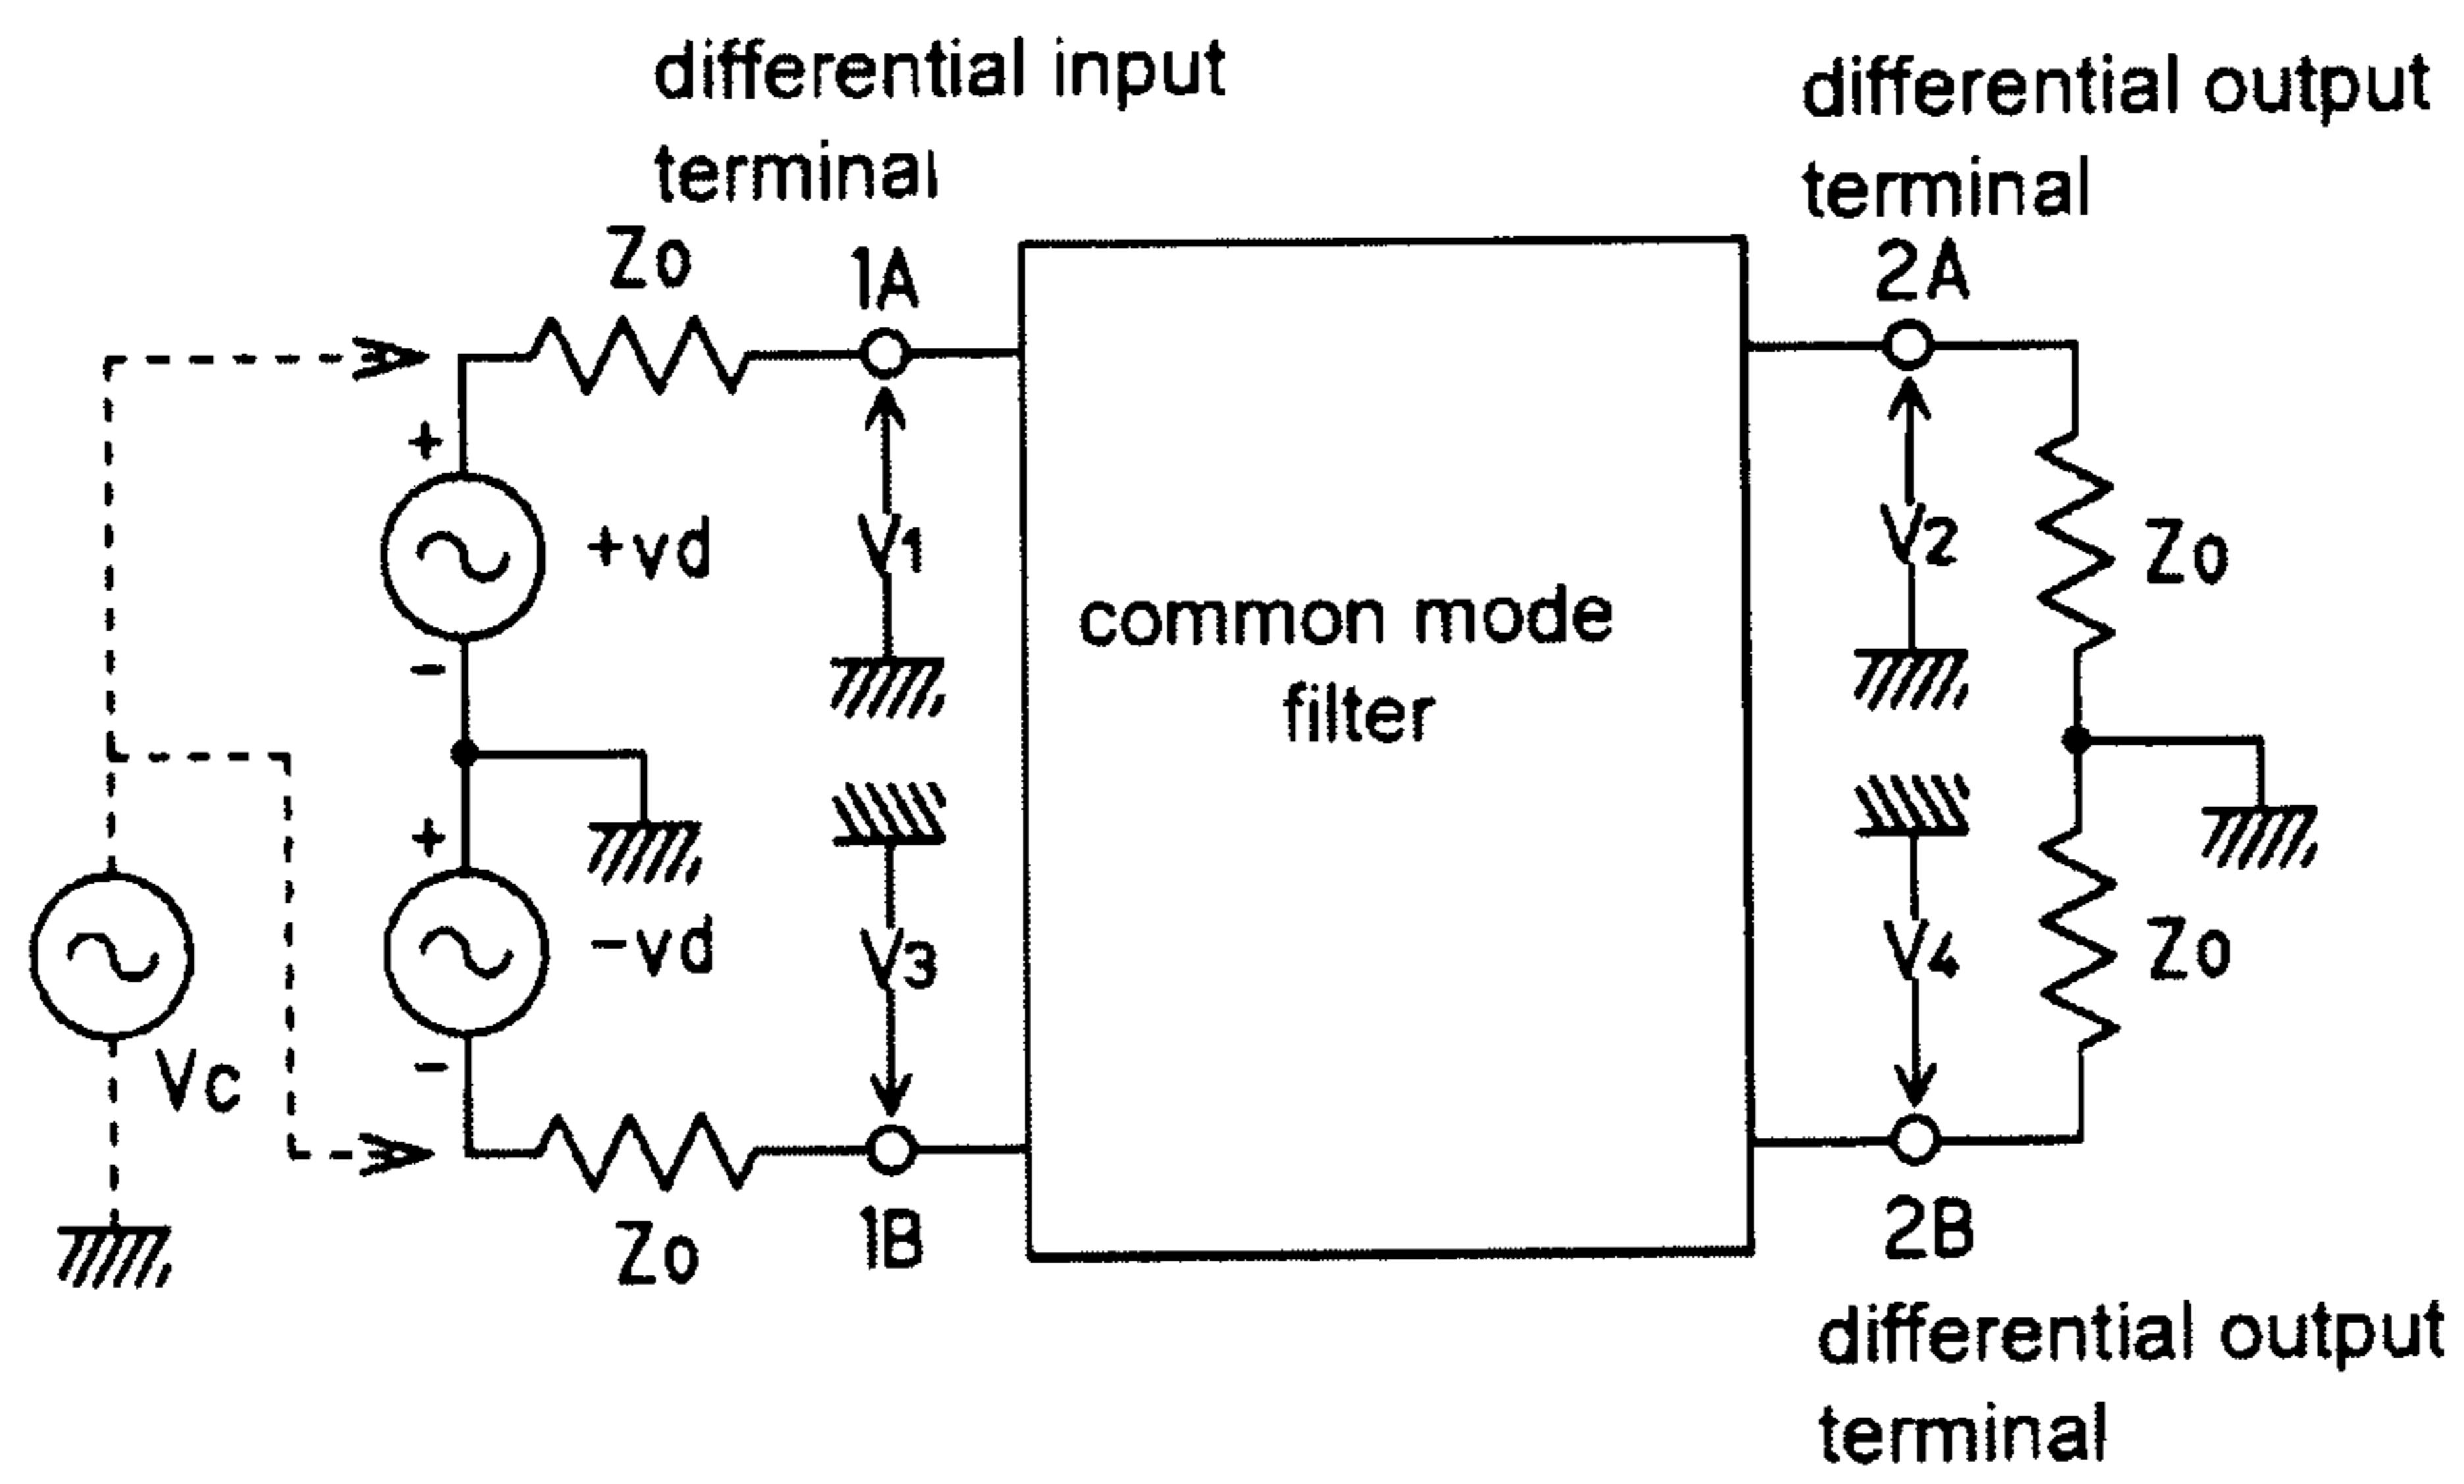 differential input
terminal
differential output
terminal
Zo
1A
2A
+
+vd
V1
V2
Zo
-
common mode
filter
+
-vd
V3
V4
Zo
-
Vc
Zo
1B
2B
differential output
terminal